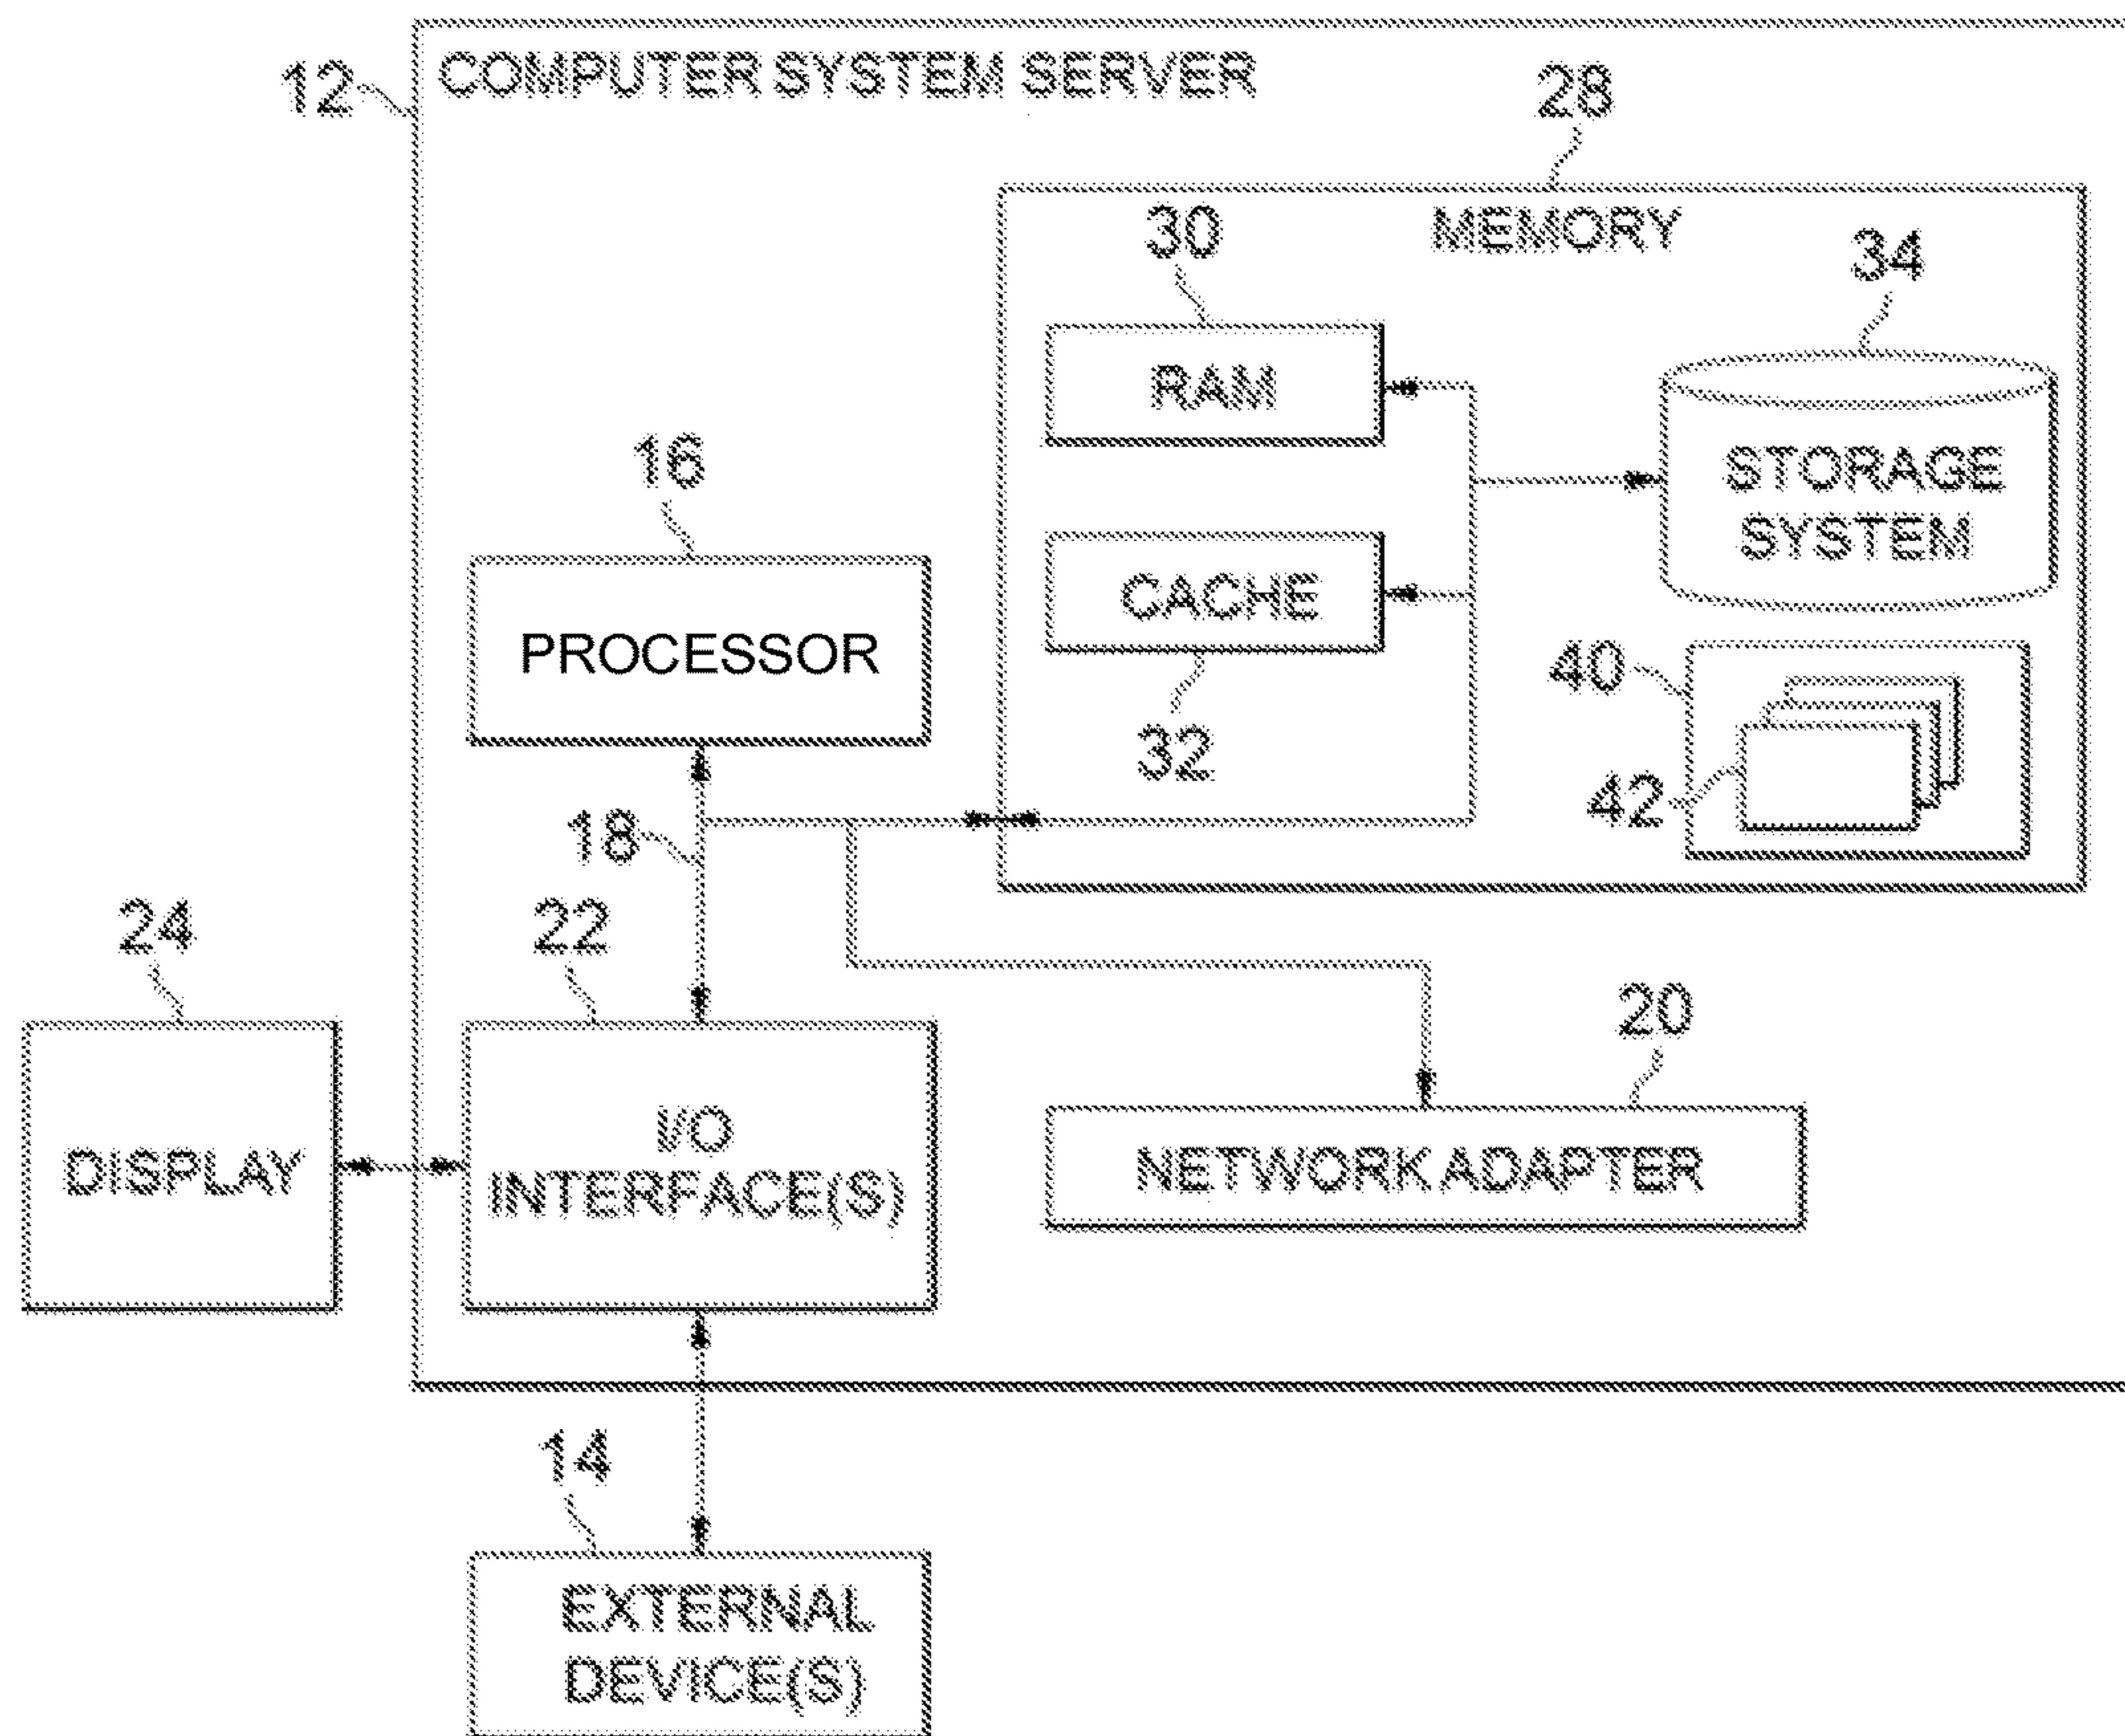 12
COMPUTER SYSTEM SERVER
28
MEMORY
30
34
RAM
STORAGE
SYSTEM
16
CACHE
PROCESSOR
40
32
42
18
24
22
20
I/O
INTERFACE(S)
DISPLAY
NETWORK ADAPTER
14
EXTERNAL
DEVICE(S)